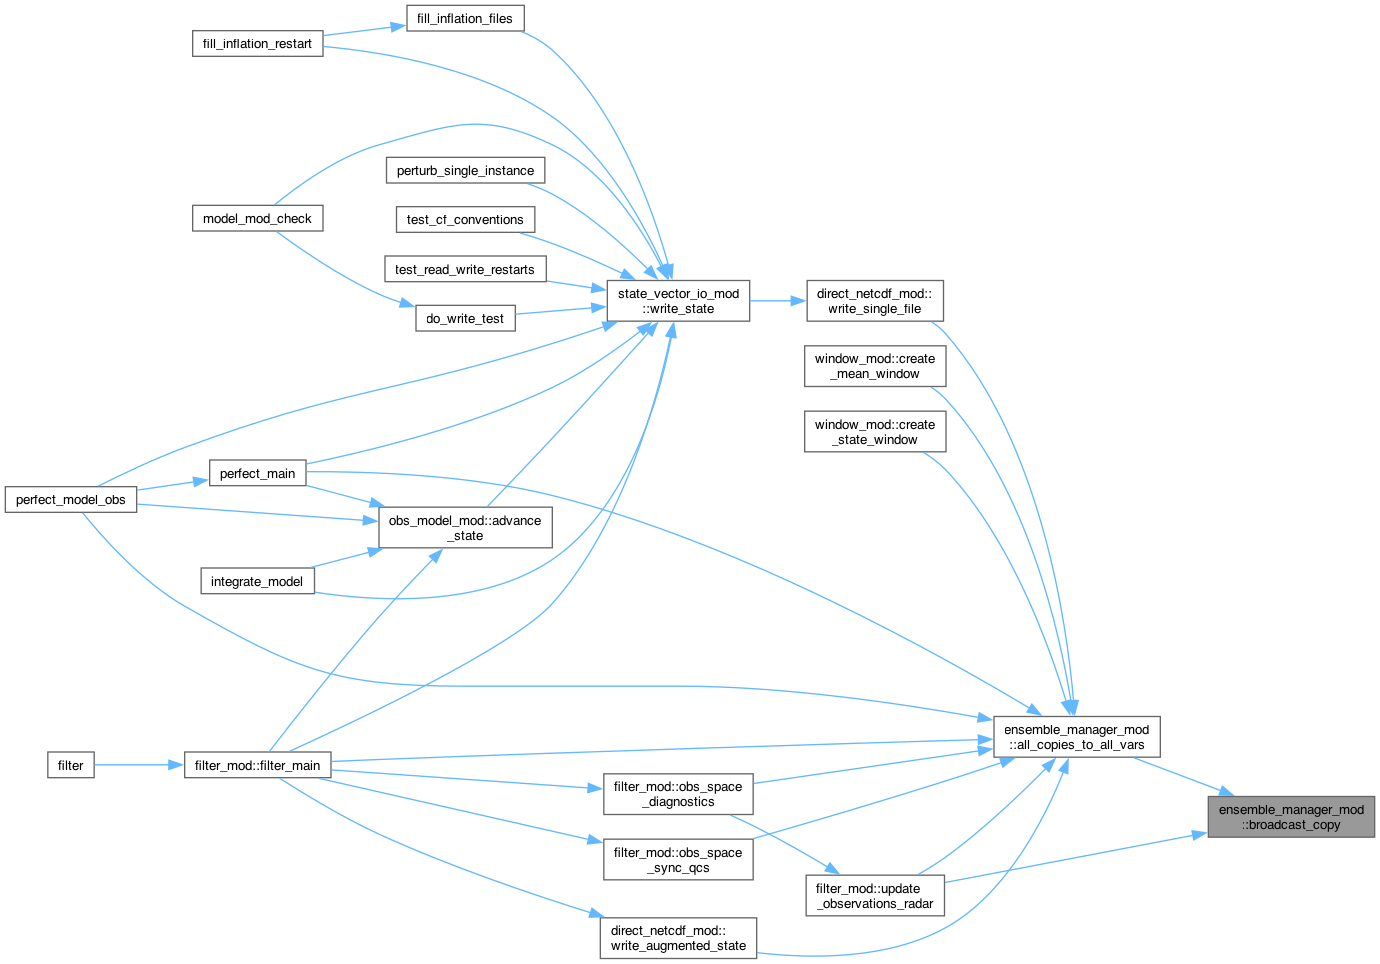 fill_inflation_files
fill_inflation_restart
perturb_single_instance
model_mod_check
test_cf_conventions
test_read_write_restarts
do_write_test
state_vector_io_mod
::write_state
direct_netcdf_mod::
write_single_file
window_mod::create
_mean_window
window_mod::create
_state_window
perfect_main
perfect_model_obs
obs_model_mod::advance
_state
integrate_model
ensemble_manager_mod
::all_copies_to_all_vars
filter
filter_mod::filter_main
filter_mod::obs_space
_diagnostics
ensemble_manager_mod
::broadcast_copy
filter_mod::obs_space
_sync_qcs
filter_mod::update
_observations_radar
direct_netcdf_mod::
write_augmented_state